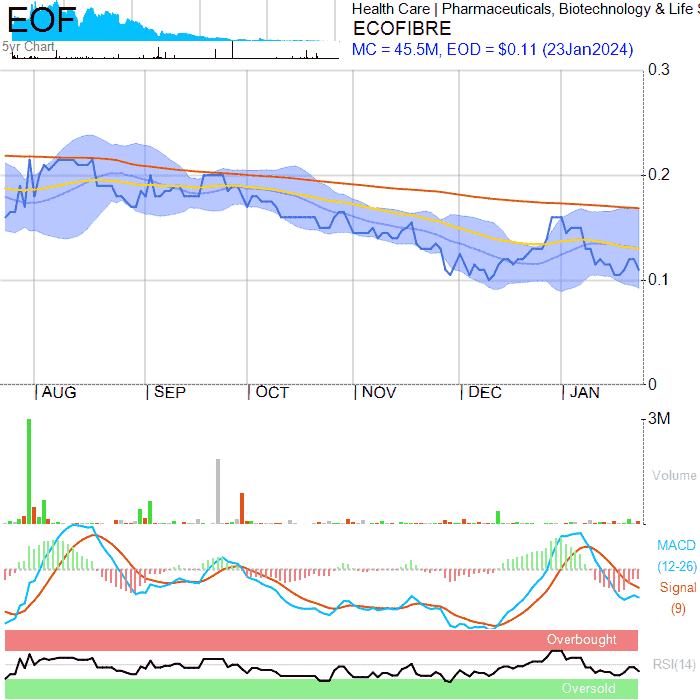 EOF
5yr Chart
Health Care | Pharmaceuticals, Biotechnology & Life
ECOFIBRE
MC = 45.5M, EOD = $0.11 (23Jan2024)
0.3
0.2
0.1
0
AUG
SEP
OCT
NOV
DEC
JAN
3M
Volume
MACD
(12-26)
Signal
(9)
Overbought
RSI(14)
Oversold